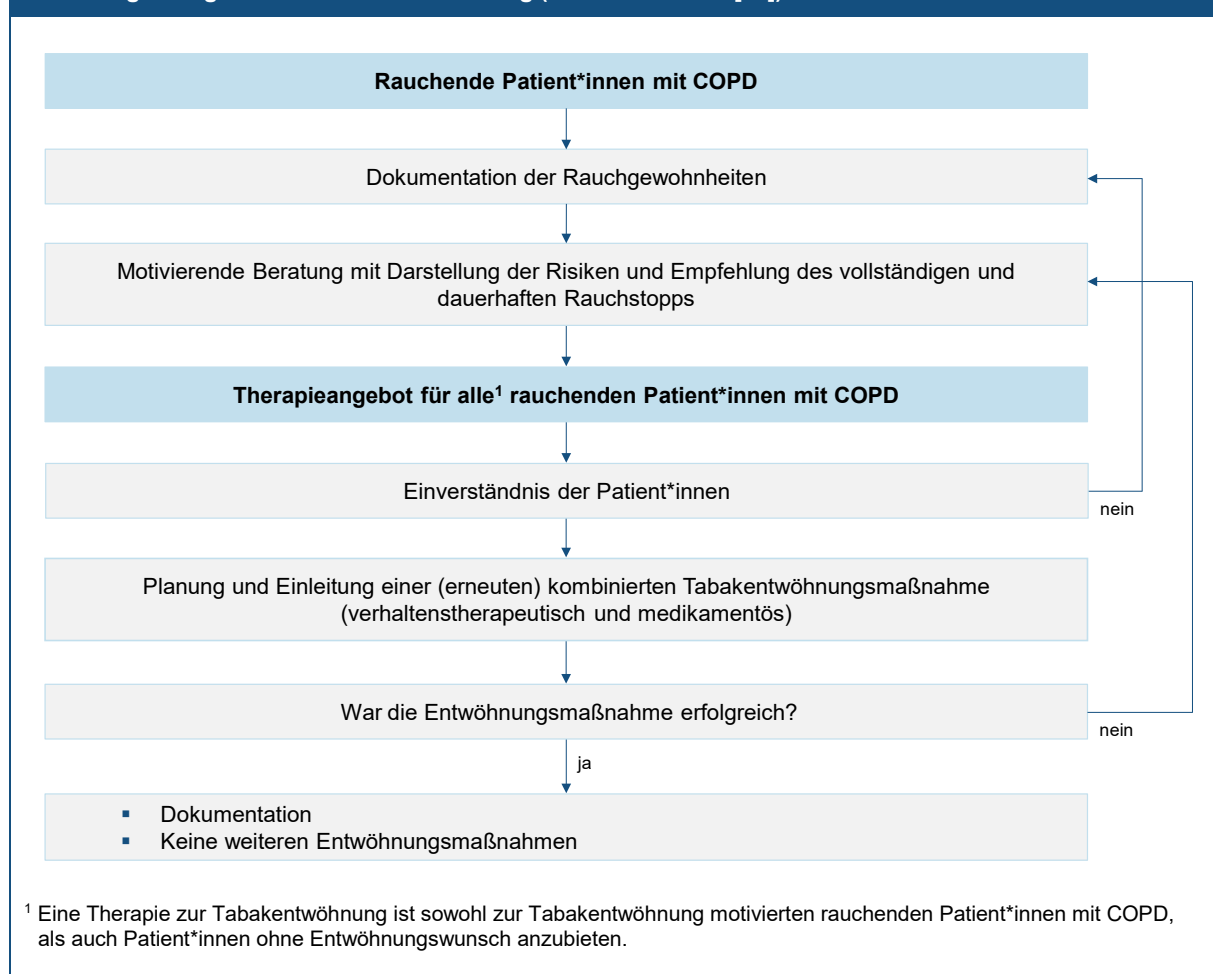 Rauchende Patient*innen mit COPD
Dokumentation der Rauchgewohnheiten
Motivierende Beratung mit Darstellung der Risiken und Empfehlung des vollständigen und
dauerhaften Rauchstopps
Therapieangebot für alle¹ rauchenden Patient*innen mit COPD
Einverständnis der Patient*innen
nein
Planung und Einleitung einer (erneuten) kombinierten Tabakentwöhnungsmaßnahme
(verhaltenstherapeutisch und medikamentös)
War die Entwöhnungsmaßnahme erfolgreich?
nein
ja
▪ Dokumentation
▪ Keine weiteren Entwöhnungsmaßnahmen
¹ Eine Therapie zur Tabakentwöhnung ist sowohl zur Tabakentwöhnung motivierten rauchenden Patient*innen mit COPD,
als auch Patient*innen ohne Entwöhnungswunsch anzubieten.